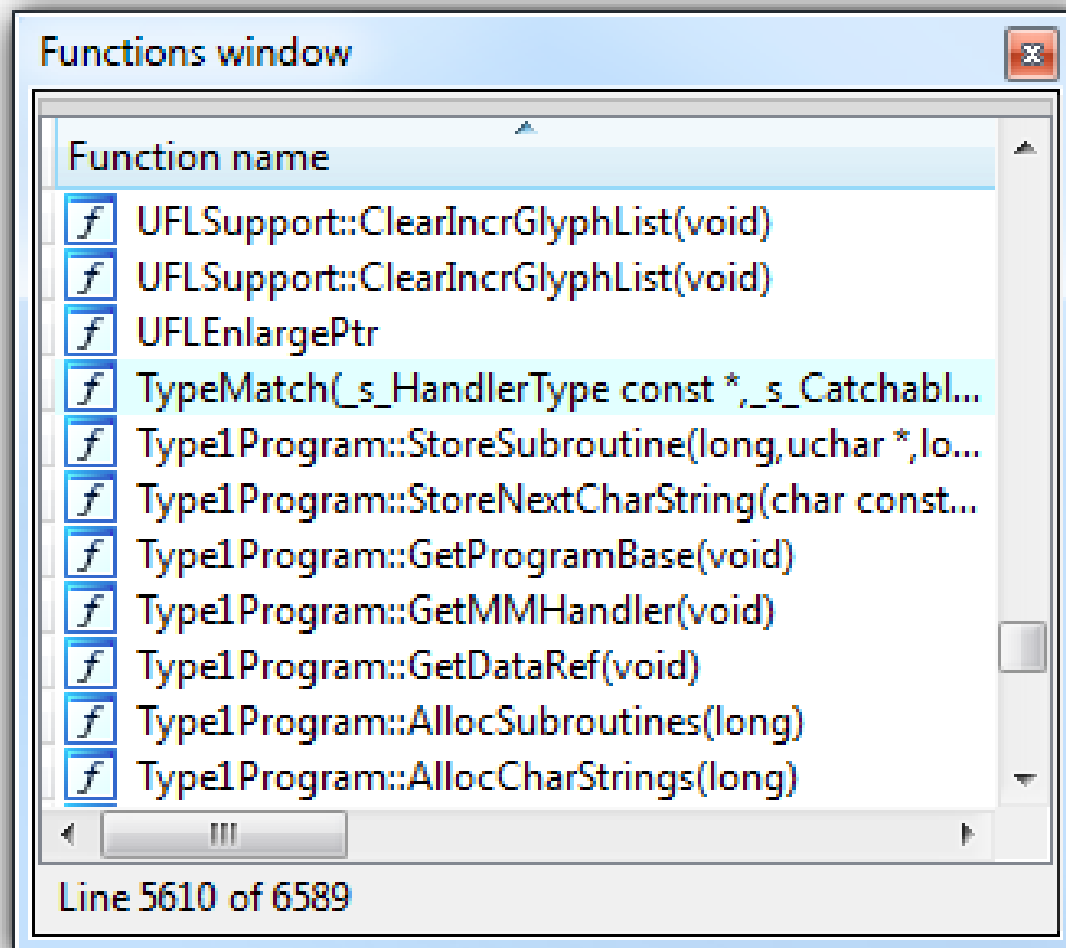 Functions window
Function name
f UFLSupport::ClearIncrGlyphList(void)
f UFLSupport::ClearIncrGlyphList(void)
f UFLEnlargePtr
f TypeMatch(_s_HandlerType const *,_s_Catchabl...
f Type1Program::StoreSubroutine(long,uchar *,lo...
f Type1Program::StoreNextCharString(char const...
f Type1Program::GetProgramBase(void)
f Type1Program::GetMMHandler(void)
f Type1Program::GetDataRef(void)
f Type1Program::AllocSubroutines(long)
f Type1Program::AllocCharStrings(long)
Line 5610 of 6589